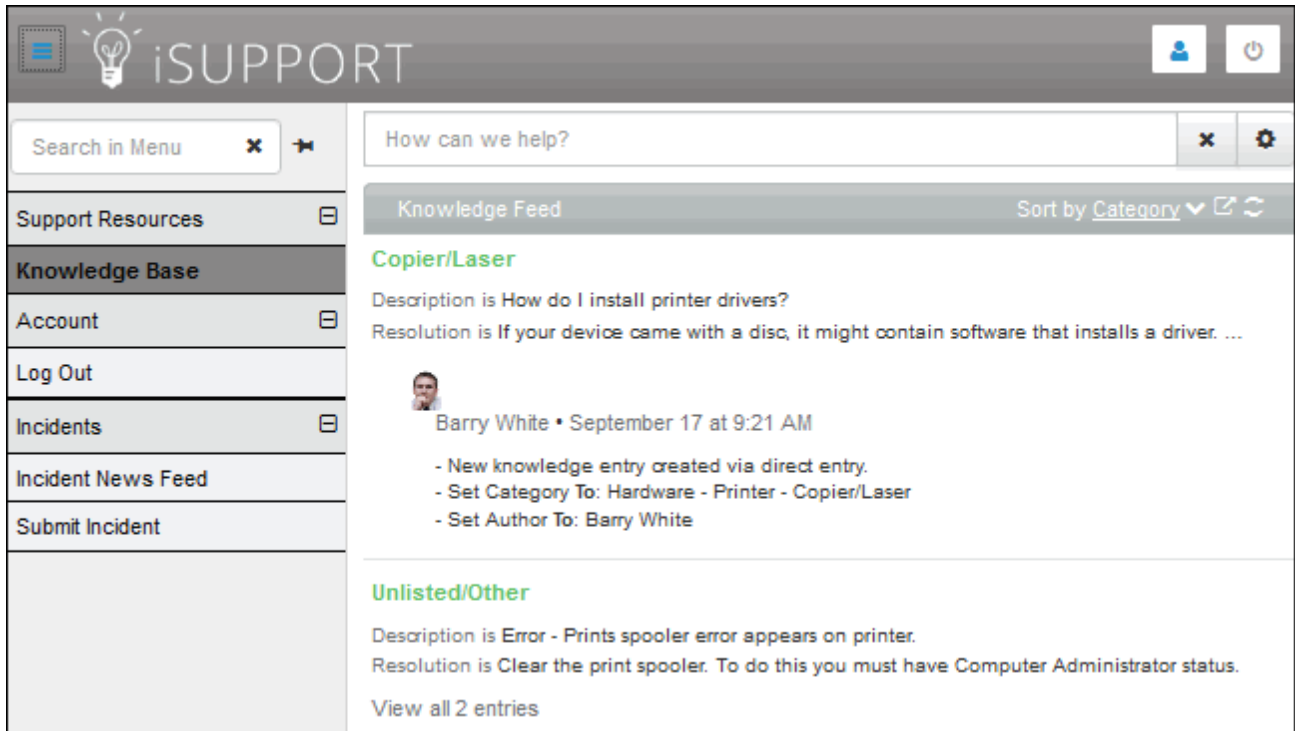 iSUPPORT
Search in Menu
Support Resources
Knowledge Base
Account
Log Out
Incidents
Incident News Feed
Submit Incident
How can we help?
Knowledge Feed Sort by Category
Copier/Laser
Description is How do I install printer drivers?
Resolution is If your device came with a disc, it might contain software that installs a driver. ...
Barry White • September 17 at 9:21 AM
- New knowledge entry created via direct entry.
- Set Category To: Hardware - Printer - Copier/Laser
- Set Author To: Barry White
Unlisted/Other
Description is Error - Prints spooler error appears on printer.
Resolution is Clear the print spooler. To do this you must have Computer Administrator status.
View all 2 entries